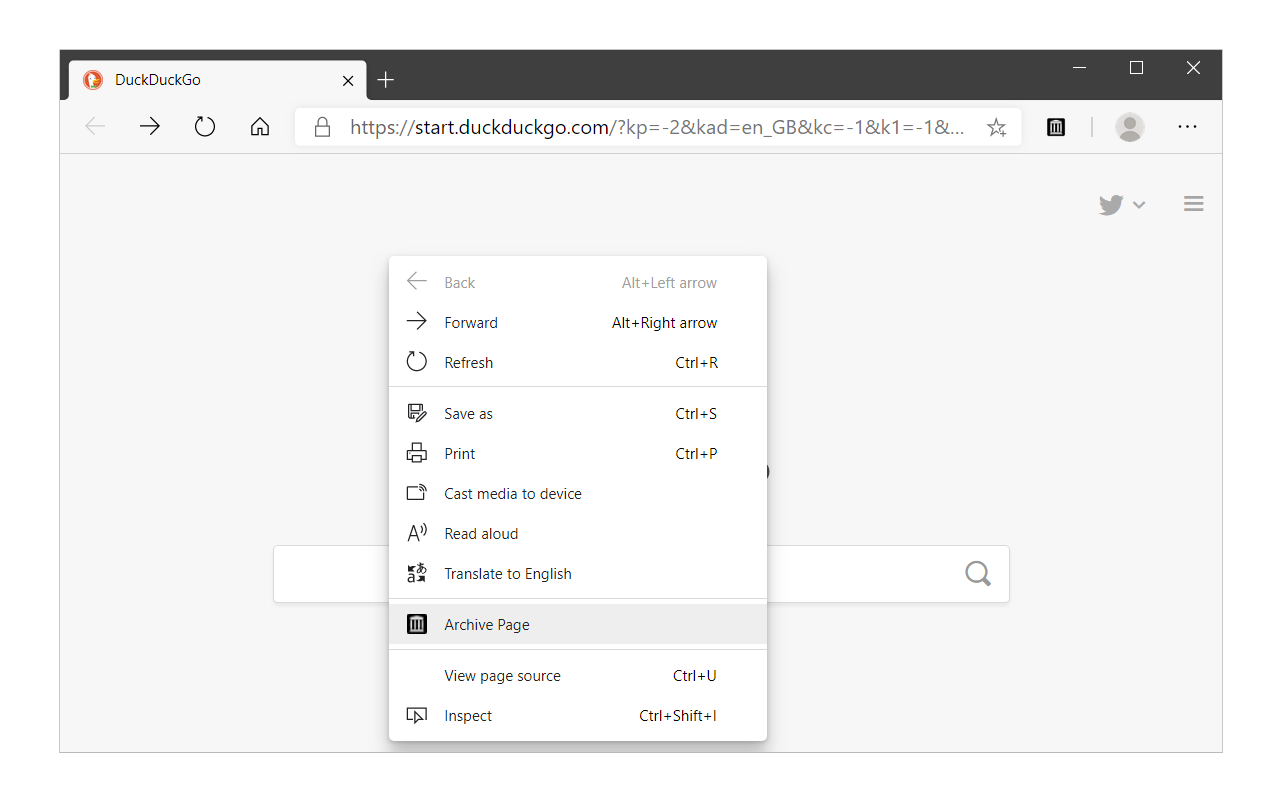 DuckDuckGo
https://start.duckduckgo.com/?kp=-2&kad=en_GB&kc=-1&k1=-1&...
Back Alt+Left arrow
Forward Alt+Right arrow
Refresh Ctrl+R
Save as Ctrl+S
Print Ctrl+P
Cast media to device
Read aloud
Translate to English
Archive Page
View page source Ctrl+U
Inspect Ctrl+Shift+I